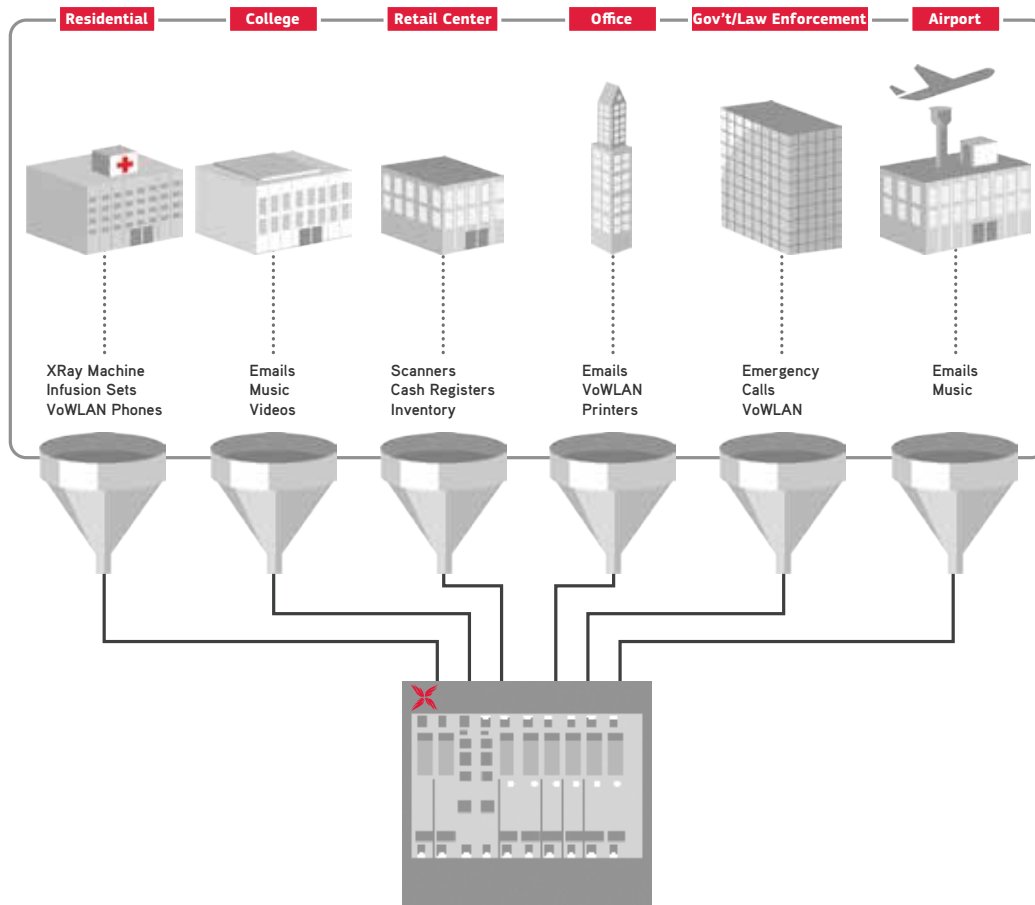 Residential
College
Retail Center
Office
Gov't/Law Enforcement
Airport
XRay Machine
Infusion Sets
VoWLAN Phones
Emails
Music
Videos
Scanners
Cash Registers
Inventory
Emails
VoWLAN
Printers
Emergency
Calls
VoWLAN
Emails
Music